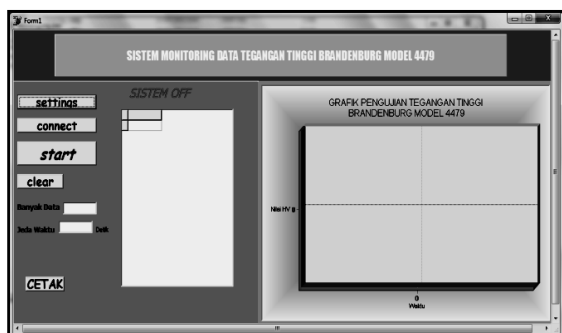 Form1
SISTEM MONITORING DATA TEGANGAN TINGGI BRANDENBURG MODEL 4479
SISTEM OFF
settings
connect
start
clear
Banyak Data
Jeda Waktu Detik
CETAK
GRAFIK PENGUJIAN TEGANGAN TINGGI
BRANDENBURG MODEL 4479
Nilai HV 0
0
Waktu